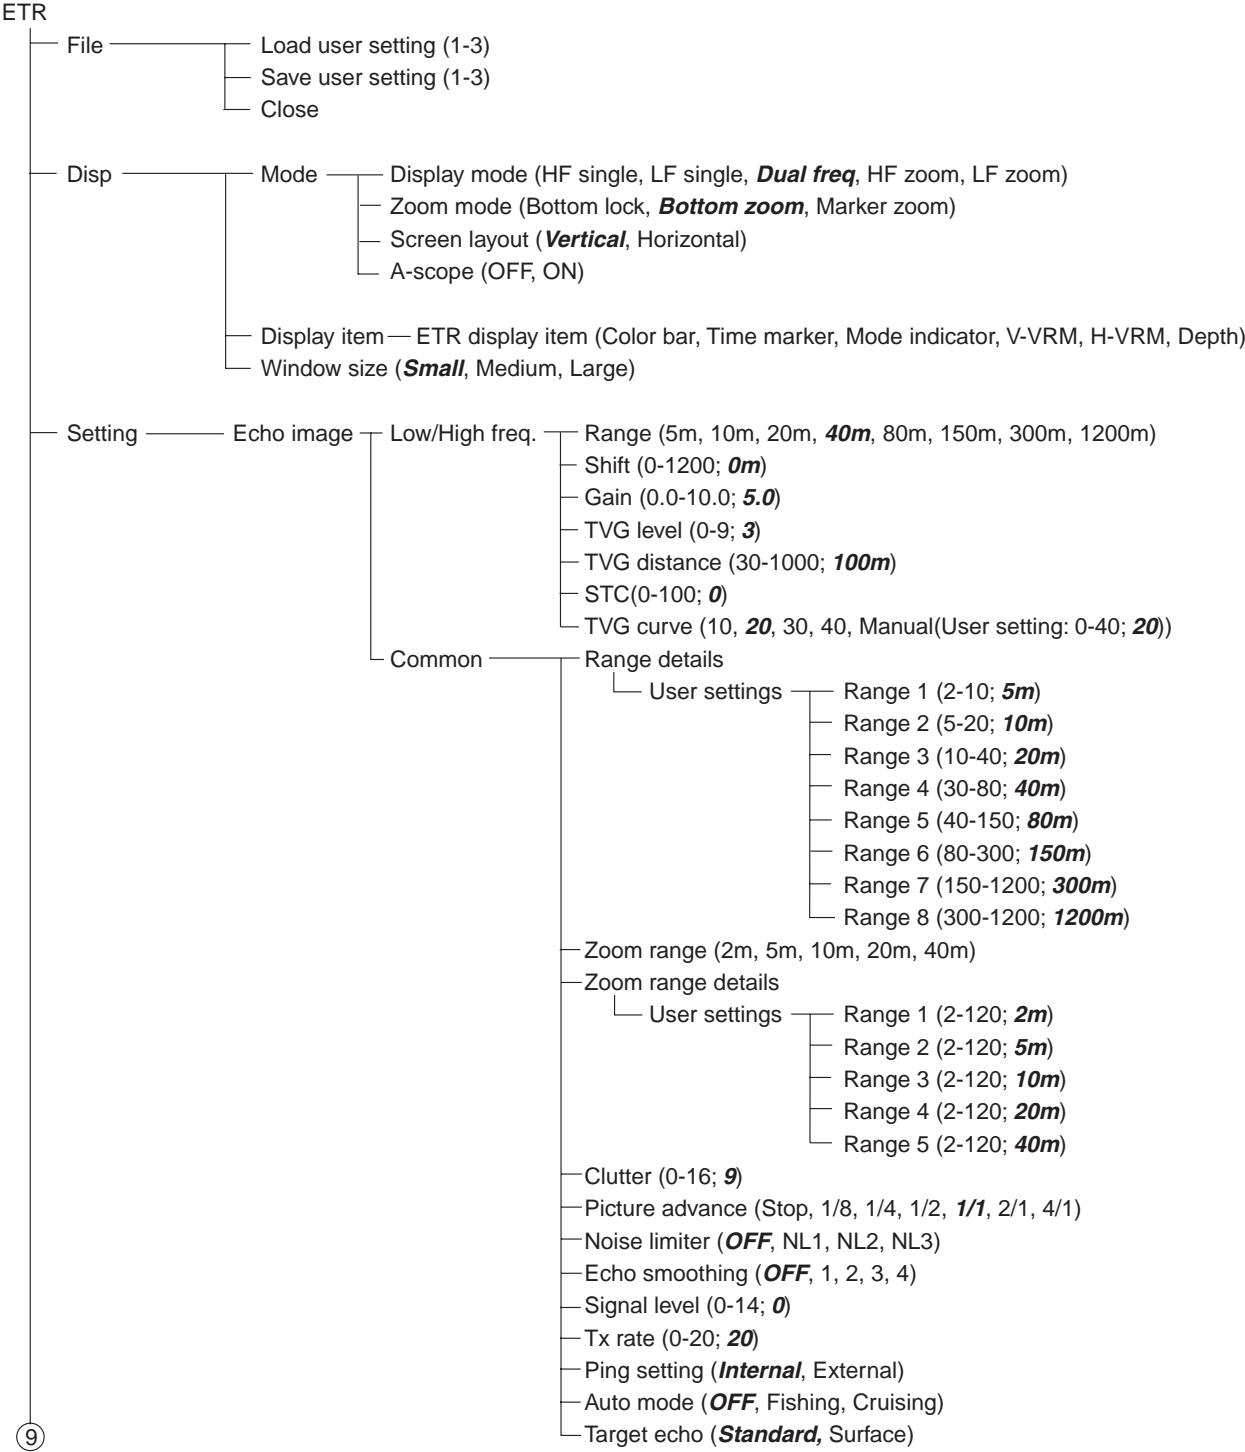 ETR
File
Load user setting (1-3)
Save user setting (1-3)
Close
Disp
Mode
Display mode (HF single, LF single, Dual freq, HF zoom, LF zoom)
Zoom mode (Bottom lock, Bottom zoom, Marker zoom)
Screen layout (Vertical, Horizontal)
A-scope (OFF, ON)
Display item
ETR display item (Color bar, Time marker, Mode indicator, V-VRM, H-VRM, Depth)
Window size (Small, Medium, Large)
Setting
Echo image
Low/High freq.
Range (5m, 10m, 20m, 40m, 80m, 150m, 300m, 1200m)
Shift (0-1200; 0m)
Gain (0.0-10.0; 5.0)
TVG level (0-9; 3)
TVG distance (30-1000; 100m)
STC(0-100; 0)
TVG curve (10, 20, 30, 40, Manual(User setting: 0-40; 20))
Common
Range details
User settings
Range 1 (2-10; 5m)
Range 2 (5-20; 10m)
Range 3 (10-40; 20m)
Range 4 (30-80; 40m)
Range 5 (40-150; 80m)
Range 6 (80-300; 150m)
Range 7 (150-1200; 300m)
Range 8 (300-1200; 1200m)
Zoom range (2m, 5m, 10m, 20m, 40m)
Zoom range details
User settings
Range 1 (2-120; 2m)
Range 2 (2-120; 5m)
Range 3 (2-120; 10m)
Range 4 (2-120; 20m)
Range 5 (2-120; 40m)
Clutter (0-16; 9)
Picture advance (Stop, 1/8, 1/4, 1/2, 1/1, 2/1, 4/1)
Noise limiter (OFF, NL1, NL2, NL3)
Echo smoothing (OFF, 1, 2, 3, 4)
Signal level (0-14; 0)
Tx rate (0-20; 20)
Ping setting (Internal, External)
Auto mode (OFF, Fishing, Cruising)
Target echo (Standard, Surface)
9